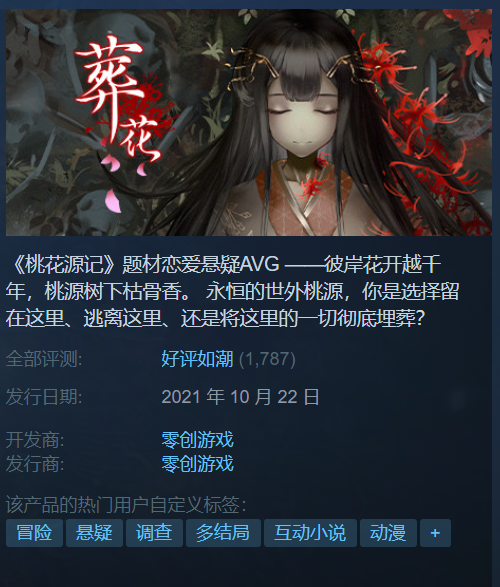 葬花
《桃花源记》题材恋爱悬疑AVG ——彼岸花开越千
年，桃源树下枯骨香。 永恒的世外桃源，你是选择留
在这里、逃离这里、还是将这里的一切彻底埋葬？
全部评测: 好评如潮 (1,787)
发行日期: 2021 年 10 月 22 日
开发商: 零创游戏
发行商: 零创游戏
该产品的热门用户自定义标签：
冒险 悬疑 调查 多结局 互动小说 动漫 +